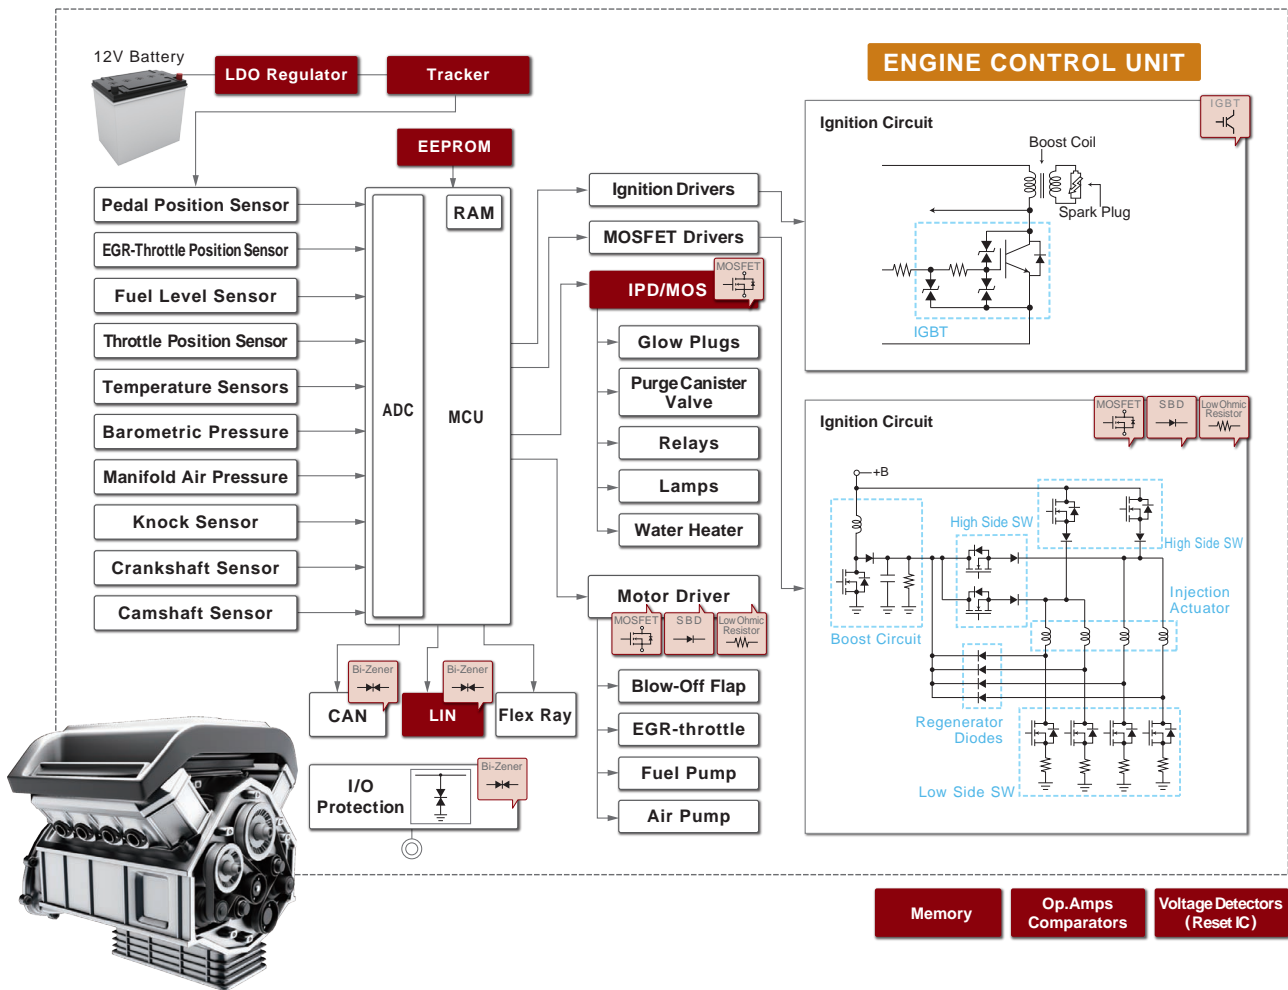 12V Battery
LDO Regulator
Tracker
ENGINE CONTROL UNIT
EEPROM
Pedal Position Sensor
EGR-Throttle Position Sensor
Fuel Level Sensor
Throttle Position Sensor
Temperature Sensors
Barometric Pressure
Manifold Air Pressure
Knock Sensor
Crankshaft Sensor
Camshaft Sensor
ADC
RAM
MCU
Ignition Drivers
MOSFET Drivers
IPD/MOS
MOSFET
Glow Plugs
Purge Canister
Valve
Relays
Lamps
Water Heater
Motor Driver
MOSFET
SBD
Low Ohmic
Resistor
Blow-Off Flap
EGR-throttle
Fuel Pump
Air Pump
Bi-Zener
CAN
Bi-Zener
LIN
Flex Ray
I/O
Protection
Bi-Zener
Ignition Circuit
IGBT
Boost Coil
Spark Plug
IGBT
Ignition Circuit
MOSFET
SBD
Low Ohmic
Resistor
+B
High Side SW
High Side SW
Injection
Actuator
Boost Circuit
Regenerator
Diodes
Low Side SW
Memory
Op.Amps
Comparators
Voltage Detectors
(Reset IC)